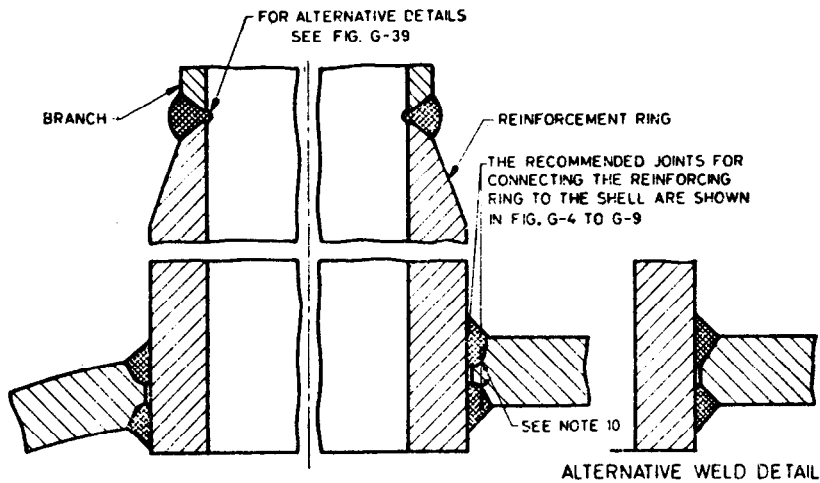 FOR ALTERNATIVE DETAILS
SEE FIG. G-39
BRANCH
REINFORCEMENT RING
THE RECOMMENDED JOINTS FOR
CONNECTING THE REINFORCING
RING TO THE SHELL ARE SHOWN
IN FIG. G-4 TO G-9
SEE NOTE 10
ALTERNATIVE WELD DETAIL